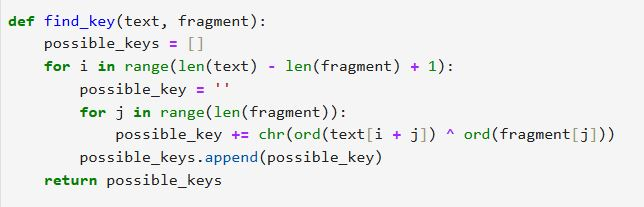 def find_key(text, fragment):
    possible_keys = []
    for i in range(len(text) - len(fragment) + 1):
        possible_key = ''
        for j in range(len(fragment)):
            possible_key += chr(ord(text[i + j]) ^ ord(fragment[j]))
        possible_keys.append(possible_key)
    return possible_keys